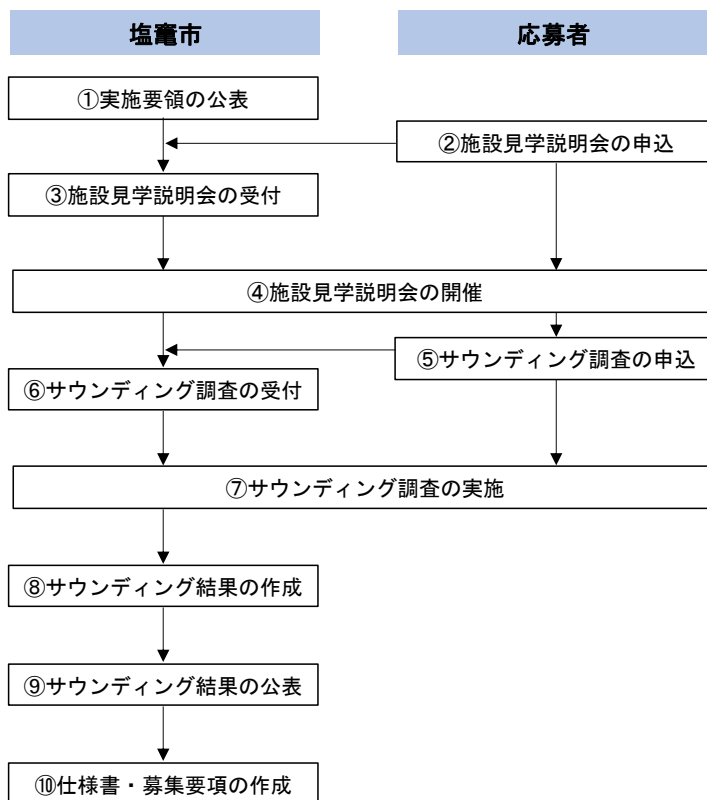 塩竈市
応募者
①実施要領の公表
②施設見学説明会の申込
③施設見学説明会の受付
④施設見学説明会の開催
⑤サウンディング調査の申込
⑥サウンディング調査の受付
⑦サウンディング調査の実施
⑧サウンディング結果の作成
⑨サウンディング結果の公表
⑩仕様書・募集要項の作成